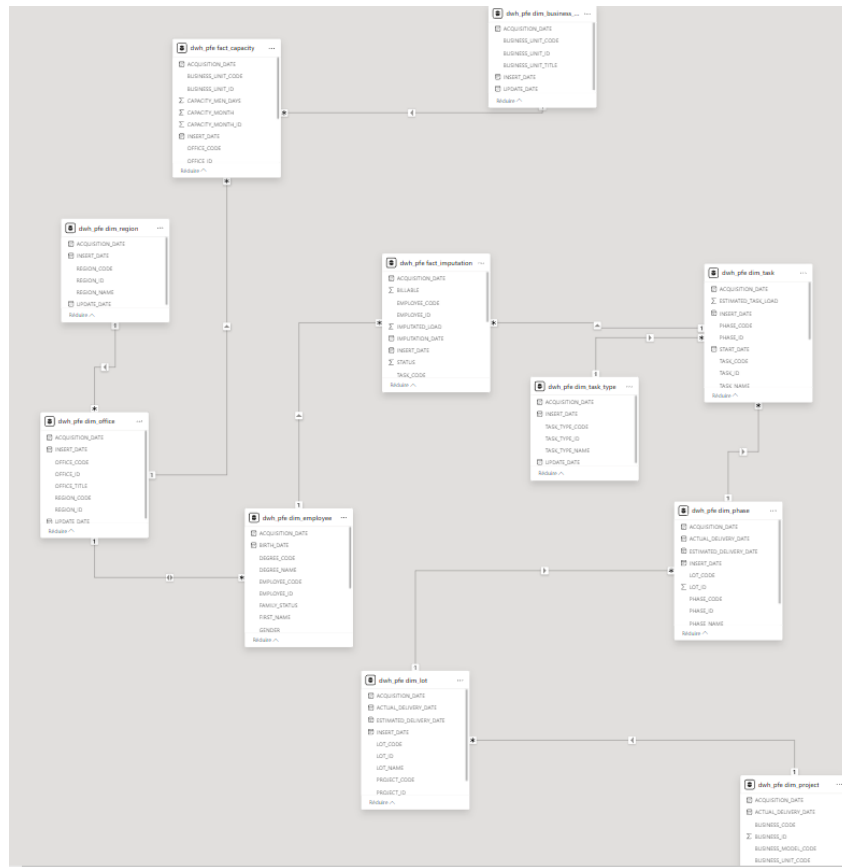 dwh_pfe dim_business_...
ACQUISITION_DATE
BUSINESS_UNIT_CODE
BUSINESS_UNIT_ID
BUSINESS_UNIT_TITLE
INSERT_DATE
UPDATE_DATE
Réduire
dwh_pfe fact_capacity
ACQUISITION_DATE
BUSINESS_UNIT_CODE
BUSINESS_UNIT_ID
CAPACITY_MEN_DAYS
CAPACITY_MONTH
CAPACITY_MONTH_ID
INSERT_DATE
OFFICE_CODE
OFFICE_ID
Réduire
dwh_pfe dim_region
ACQUISITION_DATE
INSERT_DATE
REGION_CODE
REGION_ID
REGION_NAME
UPDATE_DATE
Réduire
dwh_pfe fact_imputation
ACQUISITION_DATE
BILLABLE
EMPLOYEE_CODE
EMPLOYEE_ID
IMPUTATED_LOAD
IMPUTATION_DATE
INSERT_DATE
STATUS
TASK_CODE
Réduire
dwh_pfe dim_task
ACQUISITION_DATE
ESTIMATED_TASK_LOAD
INSERT_DATE
PHASE_CODE
PHASE_ID
START_DATE
TASK_CODE
TASK_ID
TASK_NAME
Réduire
dwh_pfe dim_task_type
ACQUISITION_DATE
INSERT_DATE
TASK_TYPE_CODE
TASK_TYPE_ID
TASK_TYPE_NAME
UPDATE_DATE
Réduire
dwh_pfe dim_office
ACQUISITION_DATE
INSERT_DATE
OFFICE_CODE
OFFICE_ID
OFFICE_TITLE
REGION_CODE
REGION_ID
UPDATE_DATE
Réduire
dwh_pfe dim_employee
ACQUISITION_DATE
BIRTH_DATE
DEGREE_CODE
DEGREE_NAME
EMPLOYEE_CODE
EMPLOYEE_ID
FAMILY_STATUS
FIRST_NAME
GENDER
Réduire
dwh_pfe dim_phase
ACQUISITION_DATE
ACTUAL_DELIVERY_DATE
ESTIMATED_DELIVERY_DATE
INSERT_DATE
LOT_CODE
LOT_ID
PHASE_CODE
PHASE_ID
PHASE_NAME
Réduire
dwh_pfe dim_lot
ACQUISITION_DATE
ACTUAL_DELIVERY_DATE
ESTIMATED_DELIVERY_DATE
INSERT_DATE
LOT_CODE
LOT_ID
LOT_NAME
PROJECT_CODE
PROJECT_ID
Réduire
dwh_pfe dim_project
ACQUISITION_DATE
ACTUAL_DELIVERY_DATE
BUSINESS_CODE
BUSINESS_ID
BUSINESS_MODEL_CODE
BUSINESS_UNIT_CODE